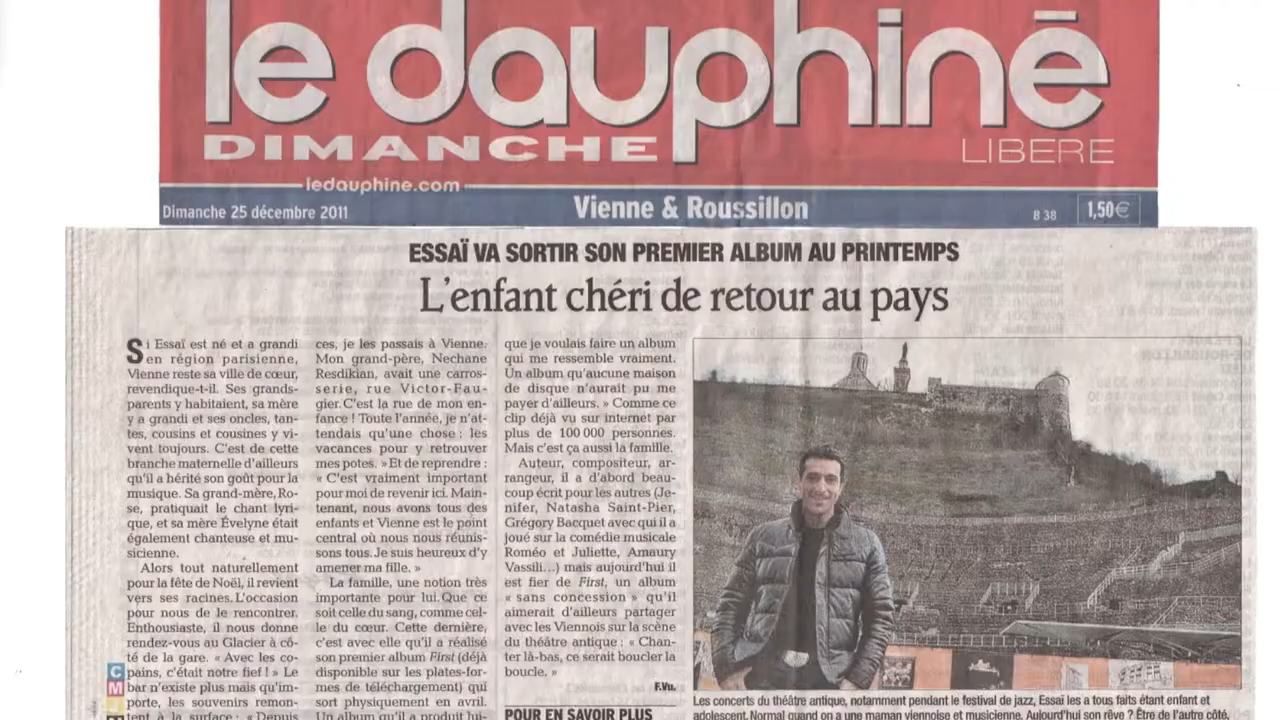 le dauphiné
DIMANCHE
LIBERE
ledauphine.com
Dimanche 25 décembre 2011
Vienne & Roussillon
B 38
1,50€
ESSAÏ VA SORTIR SON PREMIER ALBUM AU PRINTEMPS
L'enfant chéri de retour au pays
Si Essaï est né et a grandi
en région parisienne,
Vienne reste sa ville de cœur,
revendique-t-il. Ses grands-
parents y habitaient, sa mère
y a grandi et ses oncles, tan-
tes, cousins et cousines y vi-
vent toujours. C'est de cette
branche maternelle d'ailleurs
qu'il a hérité son goût pour la
musique. Sa grand-mère, Ro-
se, pratiquait le chant lyri-
que, et sa mère Évelyne était
également chanteuse et mu-
sicienne.
Alors tout naturellement
pour la fête de Noël, il revient
vers ses racines. L'occasion
pour nous de le rencontrer.
Enthousiaste, il nous donne
rendez-vous au Glacier à cô-
té de la gare. « Avec les co-
pains, c'était notre fief ! » Le
bar n'existe plus mais qu'im-
porte, les souvenirs remon-
tent à la surface : « Depuis
ces, je les passais à Vienne.
Mon grand-père, Nechane
Resdikian, avait une carros-
serie, rue Victor-Fau-
gier. C'est la rue de mon en-
fance ! Toute l'année, je n'at-
tendais qu'une chose : les
vacances pour y retrouver
mes potes. » Et de reprendre :
« C'est vraiment important
pour moi de revenir ici. Main-
tenant, nous avons tous des
enfants et Vienne est le point
central où nous nous réunis-
sons tous. Je suis heureux d'y
amener ma fille. »
La famille, une notion très
importante pour lui. Que ce
soit celle du sang, comme cel-
le du cœur. Cette dernière,
c'est avec elle qu'il a réalisé
son premier album First (déjà
disponible sur les plates-for-
mes de téléchargement) qui
sort physiquement en avril.
Un album qu'il a produit lui-
que je voulais faire un album
qui me ressemble vraiment.
Un album qu'aucune maison
de disque n'aurait pu me
payer d'ailleurs. » Comme ce
clip déjà vu sur internet par
plus de 100 000 personnes.
Mais c'est ça aussi la famille.
Auteur, compositeur, ar-
rangeur, il a d'abord beau-
coup écrit pour les autres (Je-
nifer, Natasha Saint-Pier,
Grégory Bacquet avec qui il a
joué sur la comédie musicale
Roméo et Juliette, Amaury
Vassili...) mais aujourd'hui il
est fier de First, un album
« sans concession » qu'il
aimerait d'ailleurs partager
avec les Viennois sur la scène
du théâtre antique : « Chan-
ter là-bas, ce serait boucler la
boucle. »
F.Vu.
POUR EN SAVOIR PLUS
Les concerts du théâtre antique, notamment pendant le festival de jazz, Essaï les a tous faits étant enfant et
adolescent. Normal quand on a une maman viennoise et musicienne. Aujourd'hui son rêve ? Être de l'autre côté,
C
M